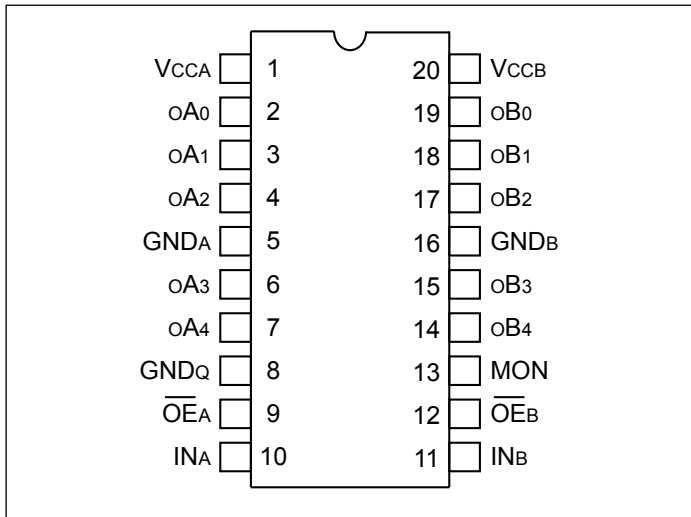 VCCA 1 20 VCCB
OA0 2 19 OB0
OA1 3 18 OB1
OA2 4 17 OB2
GNDA 5 16 GNDB
OA3 6 15 OB3
OA4 7 14 OB4
GNDQ 8 13 MON
O̅E̅A 9 12 O̅E̅B
INA 10 11 INB